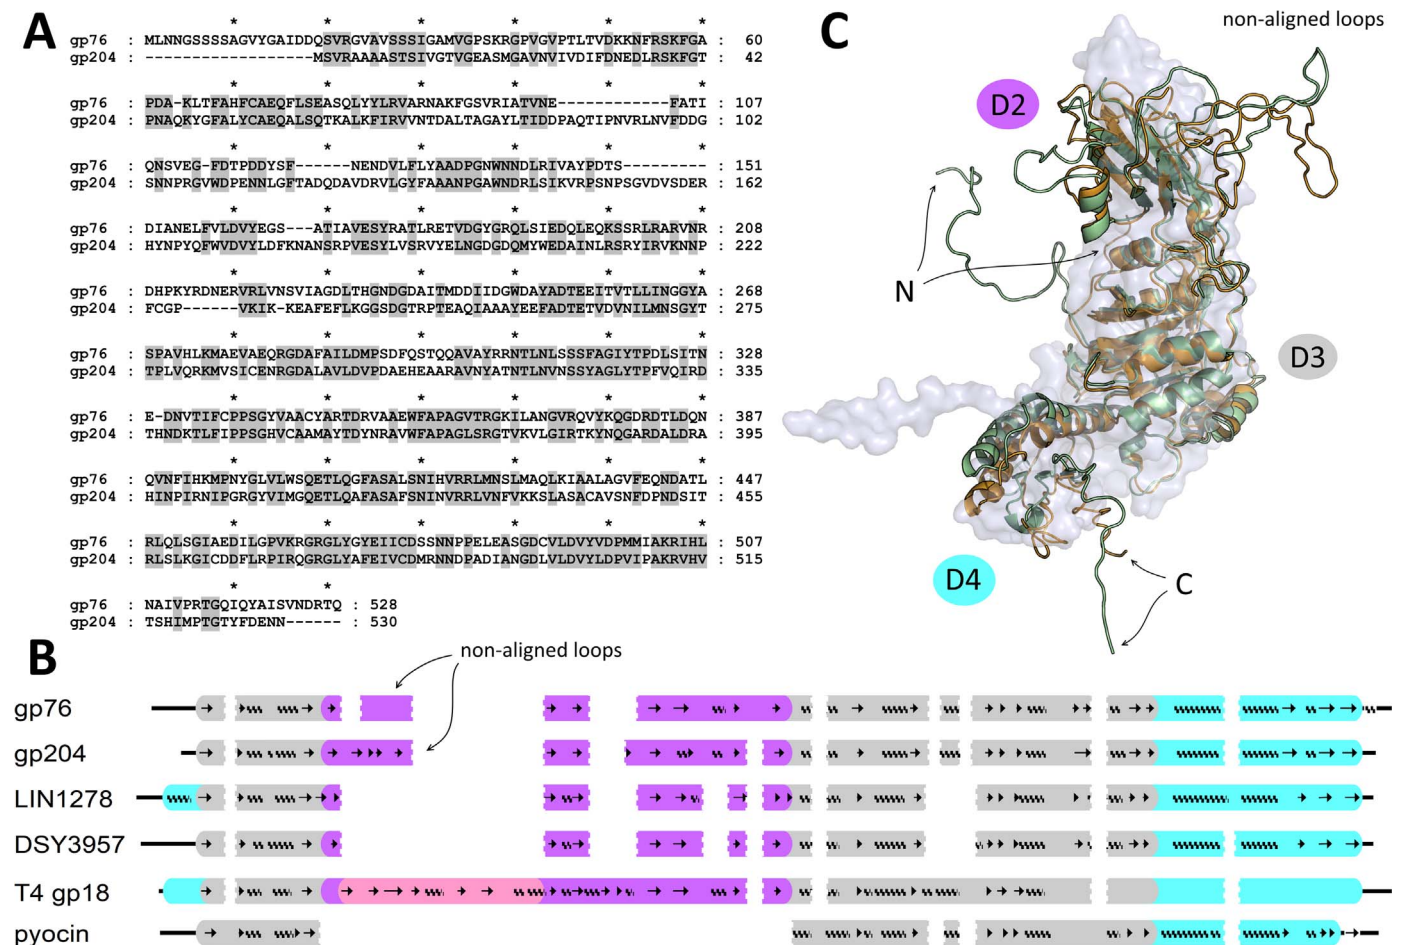 A
* * * * * *
gp76 : MLNNGSSSSAGVYGAIDDQSVRGVAVSSSIGAMVGPSKRGPVGVPTLTVDKKNFRSKFGA : 60
gp204 : ------------------MSVRAAAASTSIVGTVGEASMGAVNVIVDIFDNEDLRSKFGT : 42
* * * * * *
gp76 : PDA-KLTFAHFCAEQFLSEASQLYYLRVARNAKFGSVRIATVNE------------FATI : 107
gp204 : PNAQKYGFALYCAEQALSQTKALKFIRVVNTDALTAGAYLTIDDPAQTIPNVRLNVFDDG : 102
* * * * * *
gp76 : QNSVEG-FDTPDDYSF------NENDVLFLYAADPGNWNNDLRIVAYPDTS--------- : 151
gp204 : SNNPRGVWDPENNLGFTADQDAVDRVLGYFAAANPGAWNDRLSIKVRPSNPSGVDVSDER : 162
* * * * * *
gp76 : DIANELFVLDVYEGS---ATIAVESYRATLRETVDGYGRQLSIEDQLEQKSSRLRARVNR : 208
gp204 : HYNPYQFWVDVYLDFKNANSRPVESYLVSRVYELNGDGDQMYWEDAINLRSRYIRVKNNP : 222
* * * * * *
gp76 : DHPKYRDNERVRLVNSVIAGDLTHGNDGDAITMDDIIDGWDAYADTEEITVTLLINGGYA : 268
gp204 : FCGP------VKIK-KEAFEFLKGGSDGTRPTEAQIAAAYEEFADTETVDVNILMNSGYT : 275
* * * * * *
gp76 : SPAVHLKMAEVAEQRGDAFAILDMPSDFQSTQQAVAYRRNTLNLSSSFAGIYTPDLSITN : 328
gp204 : TPLVQRKMVSICENRGDALAVLDVPDAEHEAARAVNYATNTLNVNSSYAGLYTPFVQIRD : 335
* * * * * *
gp76 : E-DNVTIFCPPSGYVAACYARTDRVAAEWFAPAGVTRGKILANGVRQVYKQGDRDTLDQN : 387
gp204 : THNDKTLFIPPSGHVCAAMAYTDYNRAVWFAPAGLSRGTVKVLGIRTKYNQGARDALDRA : 395
* * * * * *
gp76 : QVNFIHKMPNYGLVLWSQETLQGFASALSNIHVRRLMNSLMAQLKIAALAGVFEQNDATL : 447
gp204 : HINPIRNIPGRGYVIMGQETLQAFASAFSNINVRRLVNFVKKSLASACAVSNFDPNDSIT : 455
* * * * * *
gp76 : RLQLSGIAEDILGPVKRGRGLYGYEIICDSSNNPPELEASGDCVLDVYVDPMMIAKRIHL : 507
gp204 : RLSLKGICDDFLRPIRQGRGLYAFEIVCDMRNNDPADIANGDLVLDVYLDPVIPAKRVHV : 515
* *
gp76 : NAIVPRTGQIQYAISVNDRTQ : 528
gp204 : TSHIMPTGTYFDENN------ : 530
C
non-aligned loops
D2
N
D3
D4
C
B
non-aligned loops
gp76
gp204
LIN1278
DSY3957
T4 gp18
pyocin